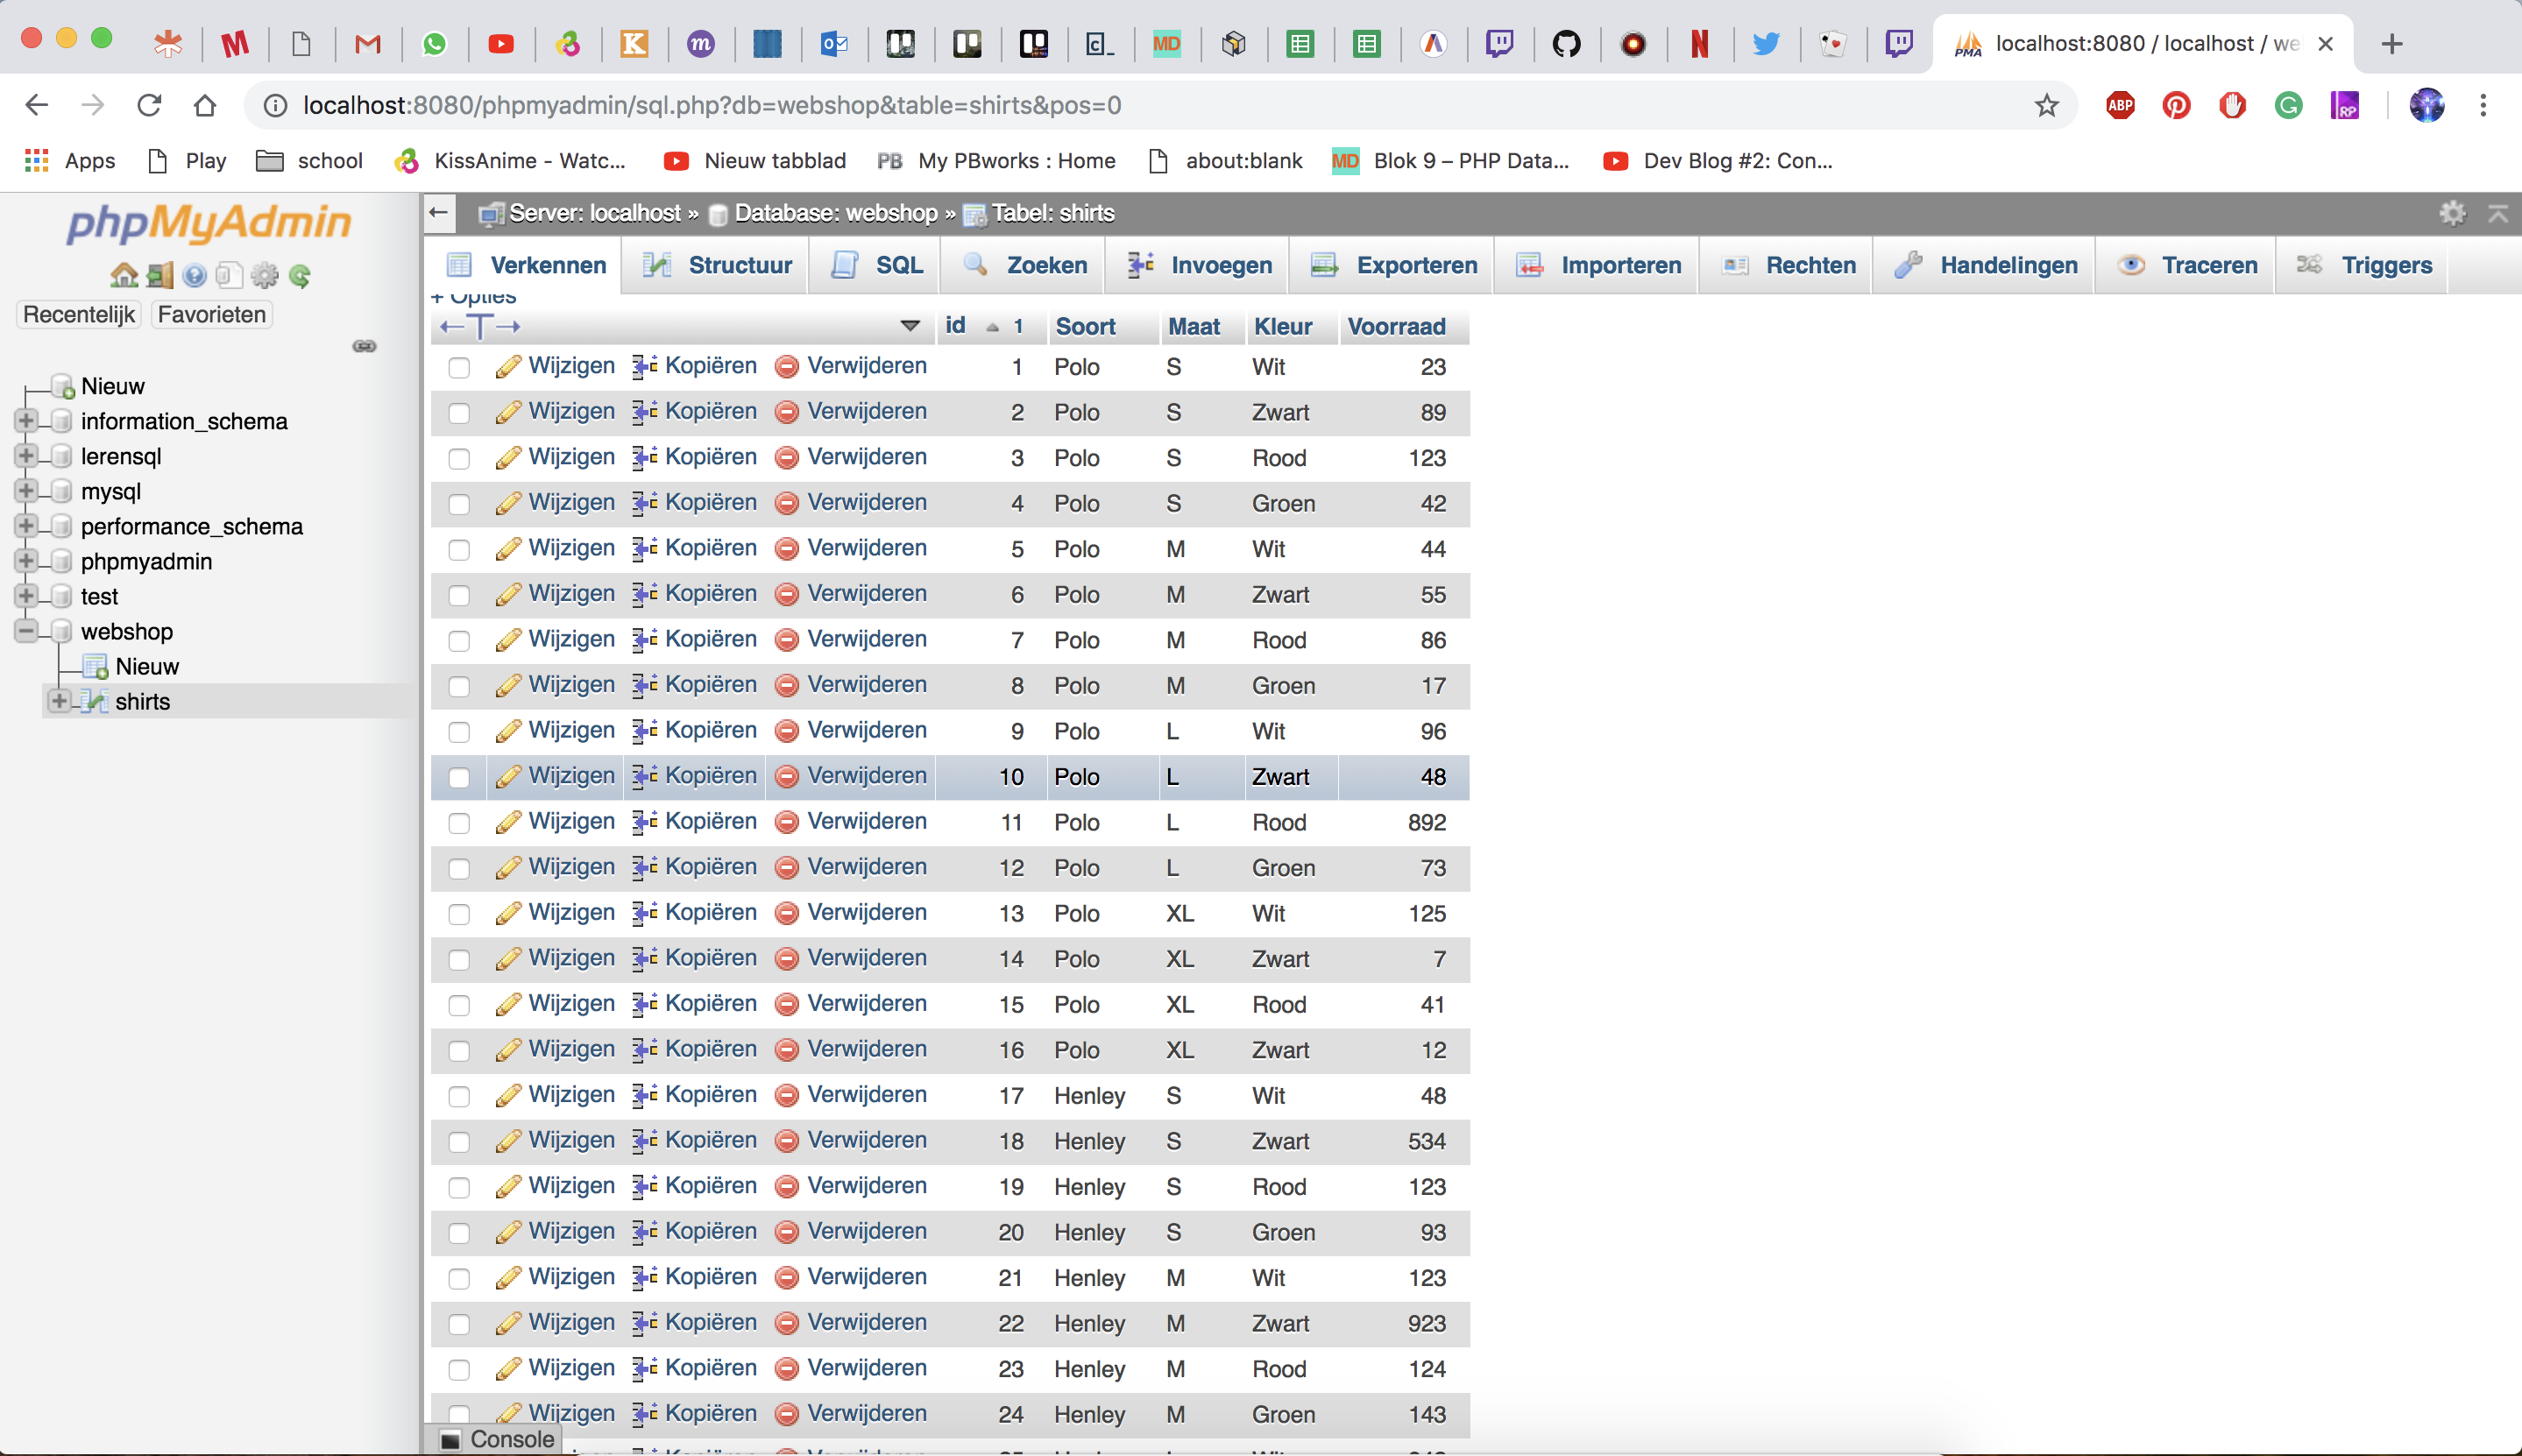 localhost:8080 / localhost / we
localhost:8080/phpmyadmin/sql.php?db=webshop&table=shirts&pos=0
ABP
RP
Apps Play school KissAnime - Watc... Nieuw tabblad PB My PBworks : Home about:blank MD Blok 9 – PHP Data... Dev Blog #2: Con...
phpMyAdmin
Recentelijk Favorieten
Nieuw
information_schema
lerensql
mysql
performance_schema
phpmyadmin
test
webshop
Nieuw
shirts
Server: localhost » Database: webshop » Tabel: shirts
Verkennen Structuur SQL Zoeken Invoegen Exporteren Importeren Rechten Handelingen Traceren Triggers
+ Opties
←T→ id 1 Soort Maat Kleur Voorraad
Wijzigen Kopiëren Verwijderen 1 Polo S Wit 23
Wijzigen Kopiëren Verwijderen 2 Polo S Zwart 89
Wijzigen Kopiëren Verwijderen 3 Polo S Rood 123
Wijzigen Kopiëren Verwijderen 4 Polo S Groen 42
Wijzigen Kopiëren Verwijderen 5 Polo M Wit 44
Wijzigen Kopiëren Verwijderen 6 Polo M Zwart 55
Wijzigen Kopiëren Verwijderen 7 Polo M Rood 86
Wijzigen Kopiëren Verwijderen 8 Polo M Groen 17
Wijzigen Kopiëren Verwijderen 9 Polo L Wit 96
Wijzigen Kopiëren Verwijderen 10 Polo L Zwart 48
Wijzigen Kopiëren Verwijderen 11 Polo L Rood 892
Wijzigen Kopiëren Verwijderen 12 Polo L Groen 73
Wijzigen Kopiëren Verwijderen 13 Polo XL Wit 125
Wijzigen Kopiëren Verwijderen 14 Polo XL Zwart 7
Wijzigen Kopiëren Verwijderen 15 Polo XL Rood 41
Wijzigen Kopiëren Verwijderen 16 Polo XL Zwart 12
Wijzigen Kopiëren Verwijderen 17 Henley S Wit 48
Wijzigen Kopiëren Verwijderen 18 Henley S Zwart 534
Wijzigen Kopiëren Verwijderen 19 Henley S Rood 123
Wijzigen Kopiëren Verwijderen 20 Henley S Groen 93
Wijzigen Kopiëren Verwijderen 21 Henley M Wit 123
Wijzigen Kopiëren Verwijderen 22 Henley M Zwart 923
Wijzigen Kopiëren Verwijderen 23 Henley M Rood 124
Wijzigen Kopiëren Verwijderen 24 Henley M Groen 143
Console